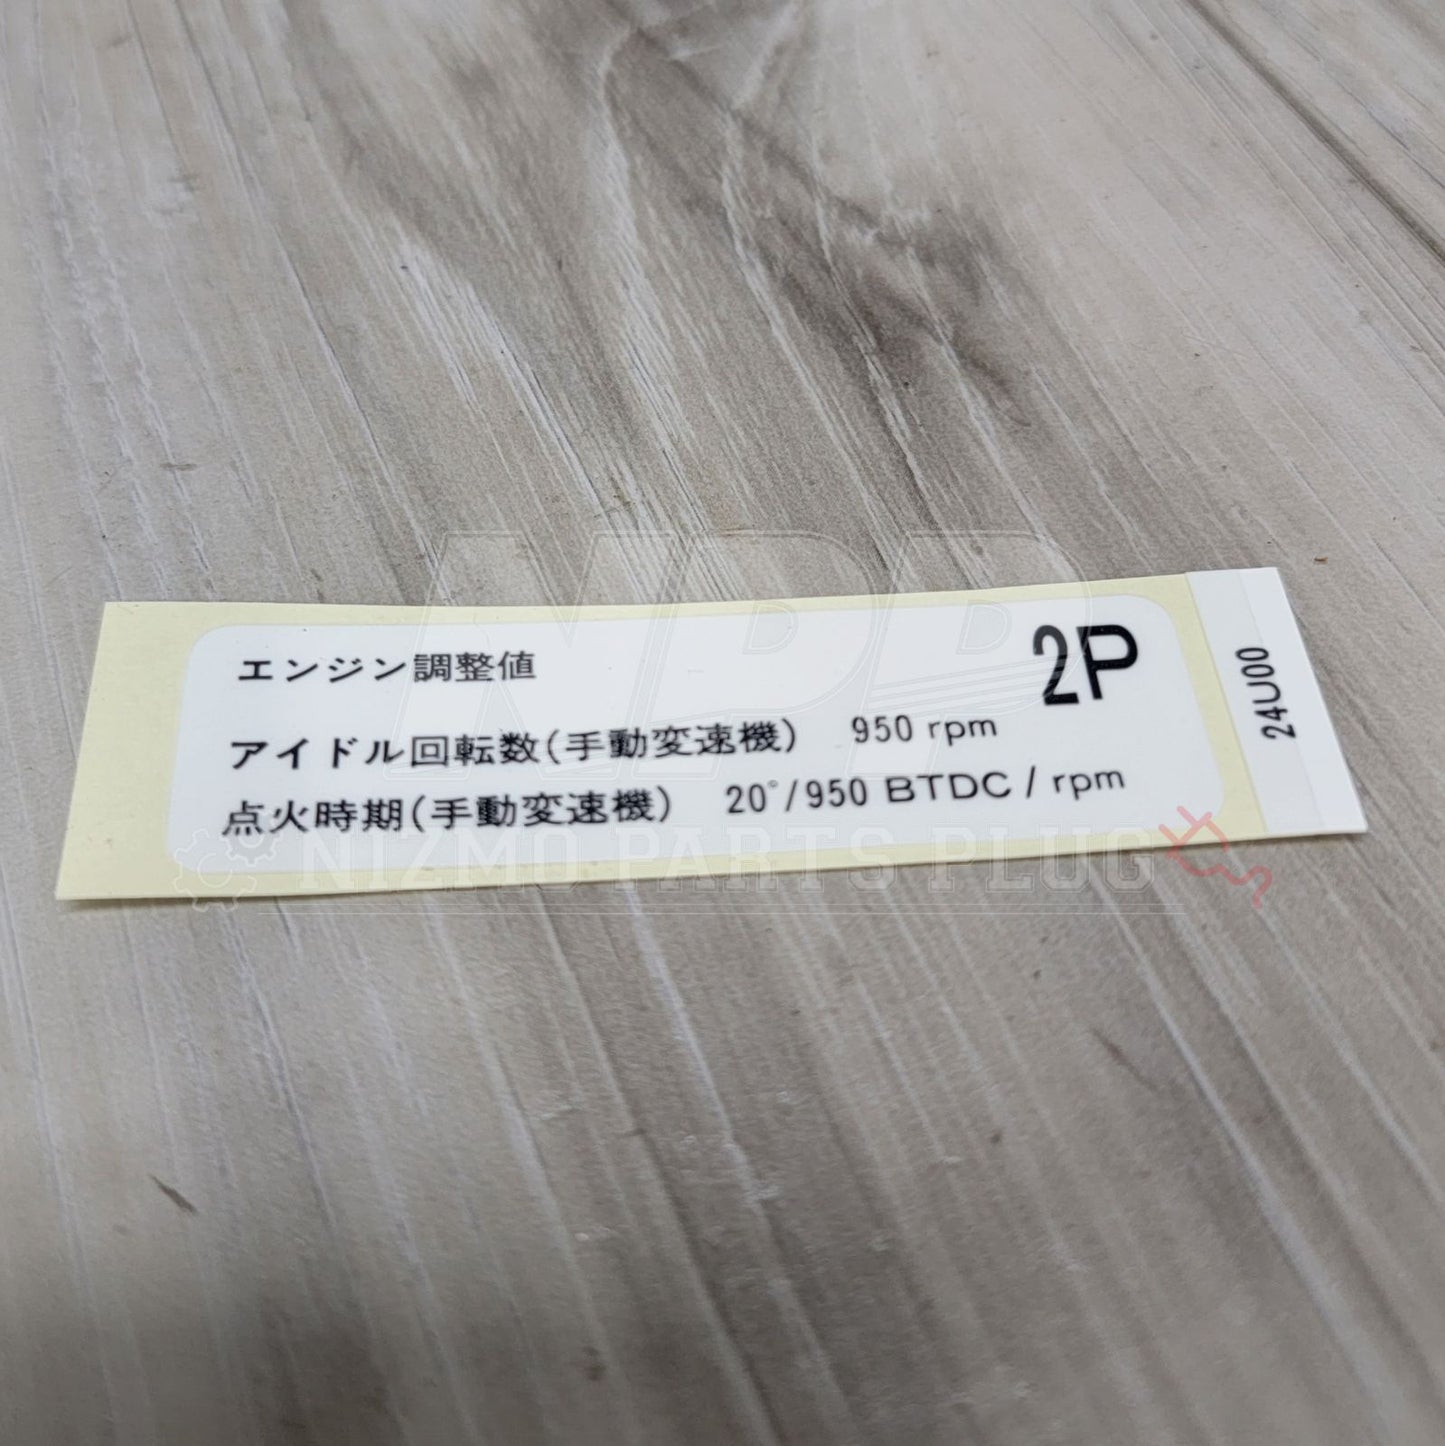 エンジン調整値
2P
アイドル回転数(手動変速機) 950 rpm
点火時期(手動変速機) 20°/950 BTDC / rpm
24U00
NPP
NIZMO PARTS PLUG